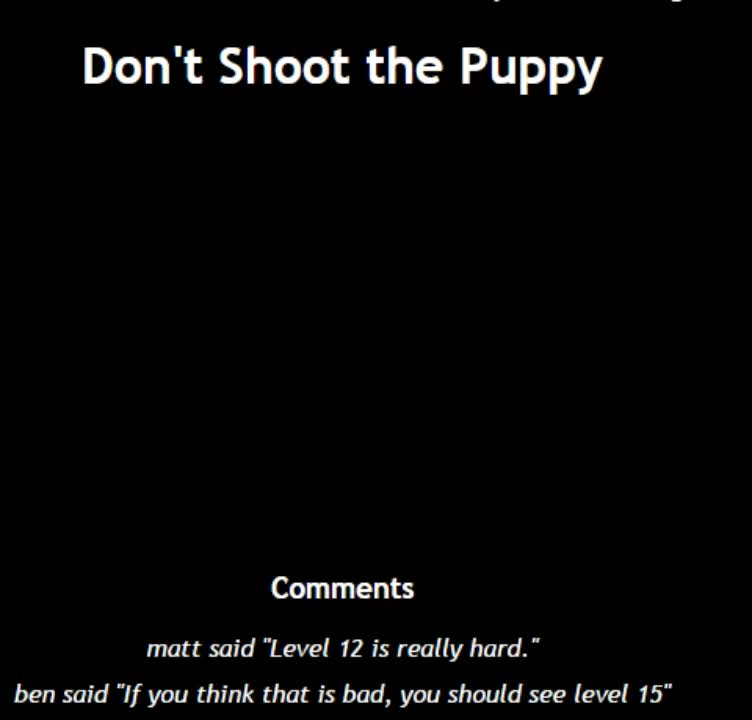 Don't Shoot the Puppy
Comments
matt said "Level 12 is really hard."
ben said "If you think that is bad, you should see level 15"